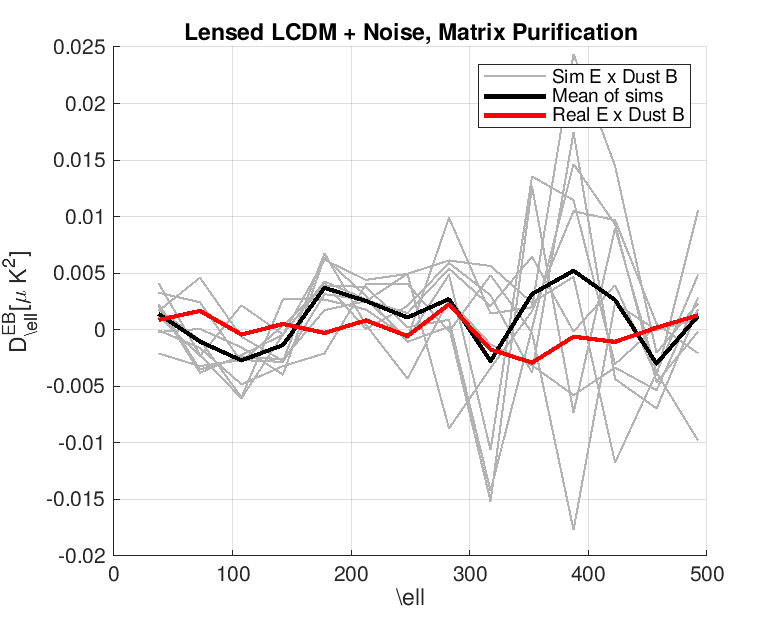 Lensed LCDM + Noise, Matrix Purification
0.025
0.02
0.015
0.01
0.005
0
-0.005
-0.01
-0.015
-0.02
D^EB_\ell[μ K^2]
Sim E x Dust B
Mean of sims
Real E x Dust B
0 100 200 300 400 500
\ell